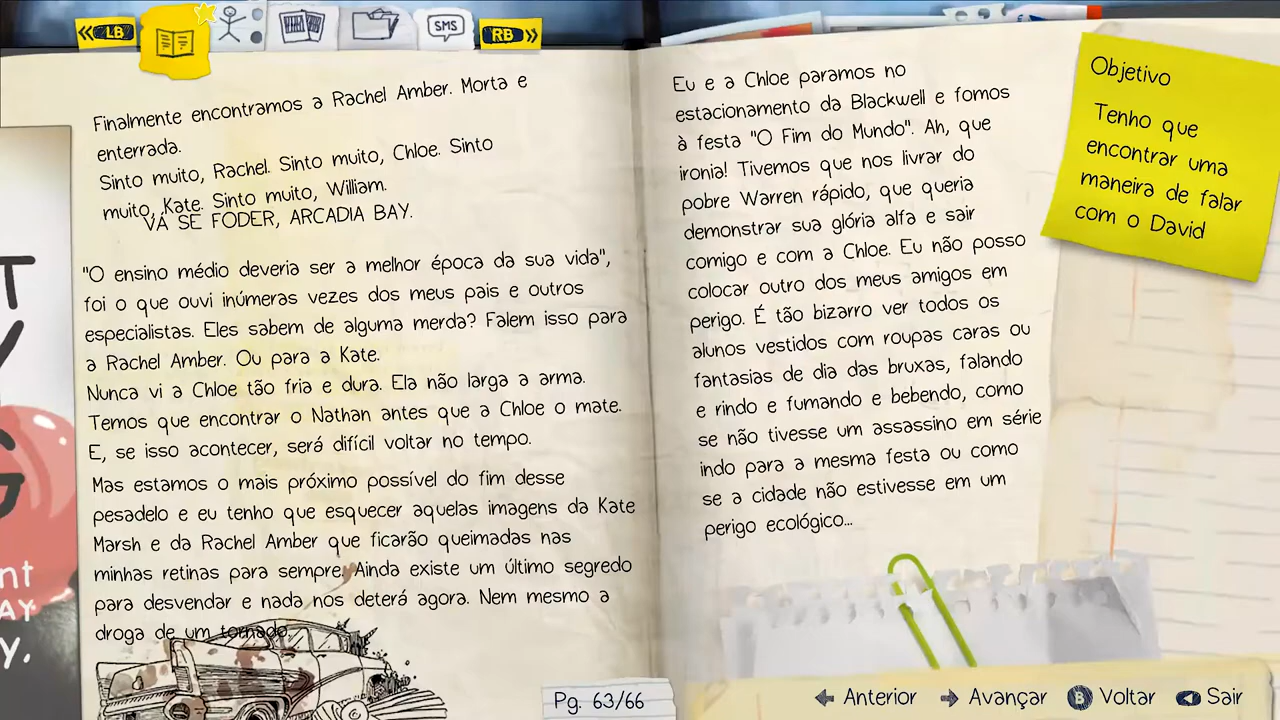 LB
SMS
RB
Finalmente encontramos a Rachel Amber. Morta e
enterrada.
Sinto muito, Rachel. Sinto muito, Chloe. Sinto
muito, Kate. Sinto muito, William.
VÁ SE FODER, ARCADIA BAY.
"O ensino médio deveria ser a melhor época da sua vida",
foi o que ouvi inúmeras vezes dos meus pais e outros
especialistas. Eles sabem de alguma merda? Falem isso para
a Rachel Amber. Ou para a Kate.
Nunca vi a Chloe tão fria e dura. Ela não larga a arma.
Temos que encontrar o Nathan antes que a Chloe o mate.
E, se isso acontecer, será difícil voltar no tempo.
Mas estamos o mais próximo possível do fim desse
pesadelo e eu tenho que esquecer aquelas imagens da Kate
Marsh e da Rachel Amber que ficarão queimadas nas
minhas retinas para sempre. Ainda existe um último segredo
para desvendar e nada nos deterá agora. Nem mesmo a
droga de um tornado.
Eu e a Chloe paramos no
estacionamento da Blackwell e fomos
à festa "O Fim do Mundo". Ah, que
ironia! Tivemos que nos livrar do
pobre Warren rápido, que queria
demonstrar sua glória alfa e sair
comigo e com a Chloe. Eu não posso
colocar outro dos meus amigos em
perigo. É tão bizarro ver todos os
alunos vestidos com roupas caras ou
fantasias de dia das bruxas, falando
e rindo e fumando e bebendo, como
se não tivesse um assassino em série
indo para a mesma festa ou como
se a cidade não estivesse em um
perigo ecológico...
Objetivo
Tenho que
encontrar uma
maneira de falar
com o David
Pg. 63/66
Anterior
Avançar
B Voltar
Sair